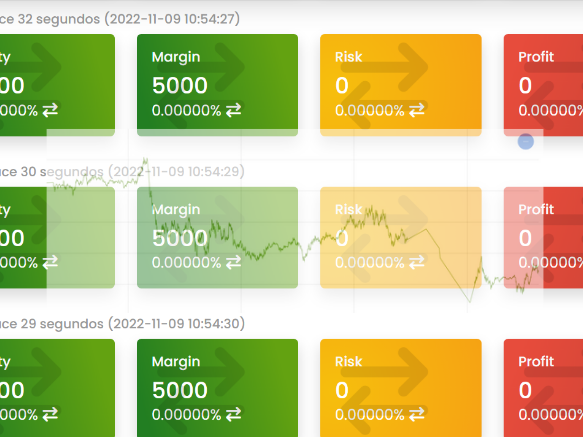 ce 32 segundos (2022-11-09 10:54:27)
ty Margin Risk Profit
00 5000 0 0
00000% ⇄ 0.00000% ⇄ 0.00000% ⇄ 0.00000%
ce 30 segundos (2022-11-09 10:54:29)
ty Margin Risk Profit
00 5000 0 0
00000% ⇄ 0.00000% ⇄ 0.00000% ⇄ 0.00000%
ce 29 segundos (2022-11-09 10:54:30)
ty Margin Risk Profit
00 5000 0 0
00000% ⇄ 0.00000% ⇄ 0.00000% ⇄ 0.00000%